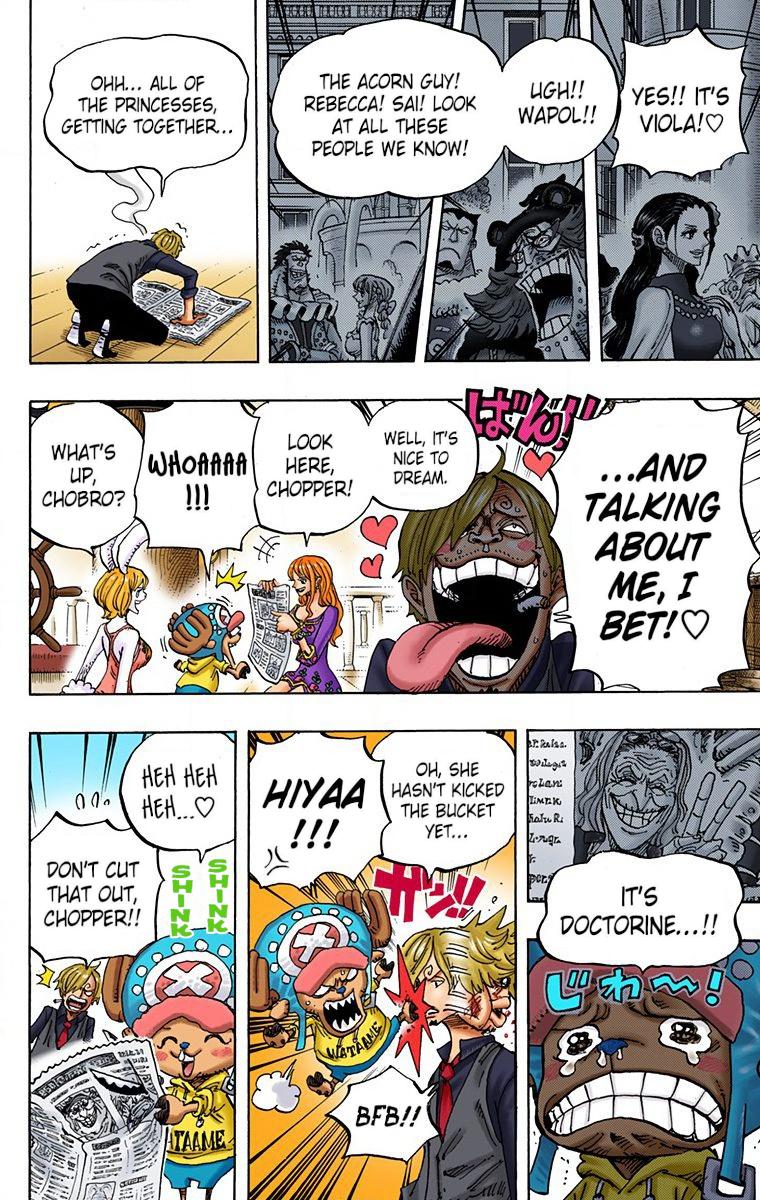 YES!! IT'S
VIOLA!♡
UGH!!
WAPOL!!
THE ACORN GUY!
REBECCA! SAI! LOOK
AT ALL THESE
PEOPLE WE KNOW!
OHH... ALL OF
THE PRINCESSES,
GETTING TOGETHER...
...AND
TALKING
ABOUT
ME, I
BET!♡
ばん!
WELL, IT'S
NICE TO
DREAM.
LOOK
HERE,
CHOPPER!
WHOAAAA
!!!
WHAT'S
UP,
CHOBRO?
IT'S
DOCTORINE...!!
じわ〜!
OH, SHE
HASN'T KICKED
THE BUCKET
YET...
HIYAA
!!!
ガン!!
WATAAME
BFB!!
HEH HEH
HEH...♡
SHINK
SHINK
DON'T CUT
THAT OUT,
CHOPPER!!
TAAME